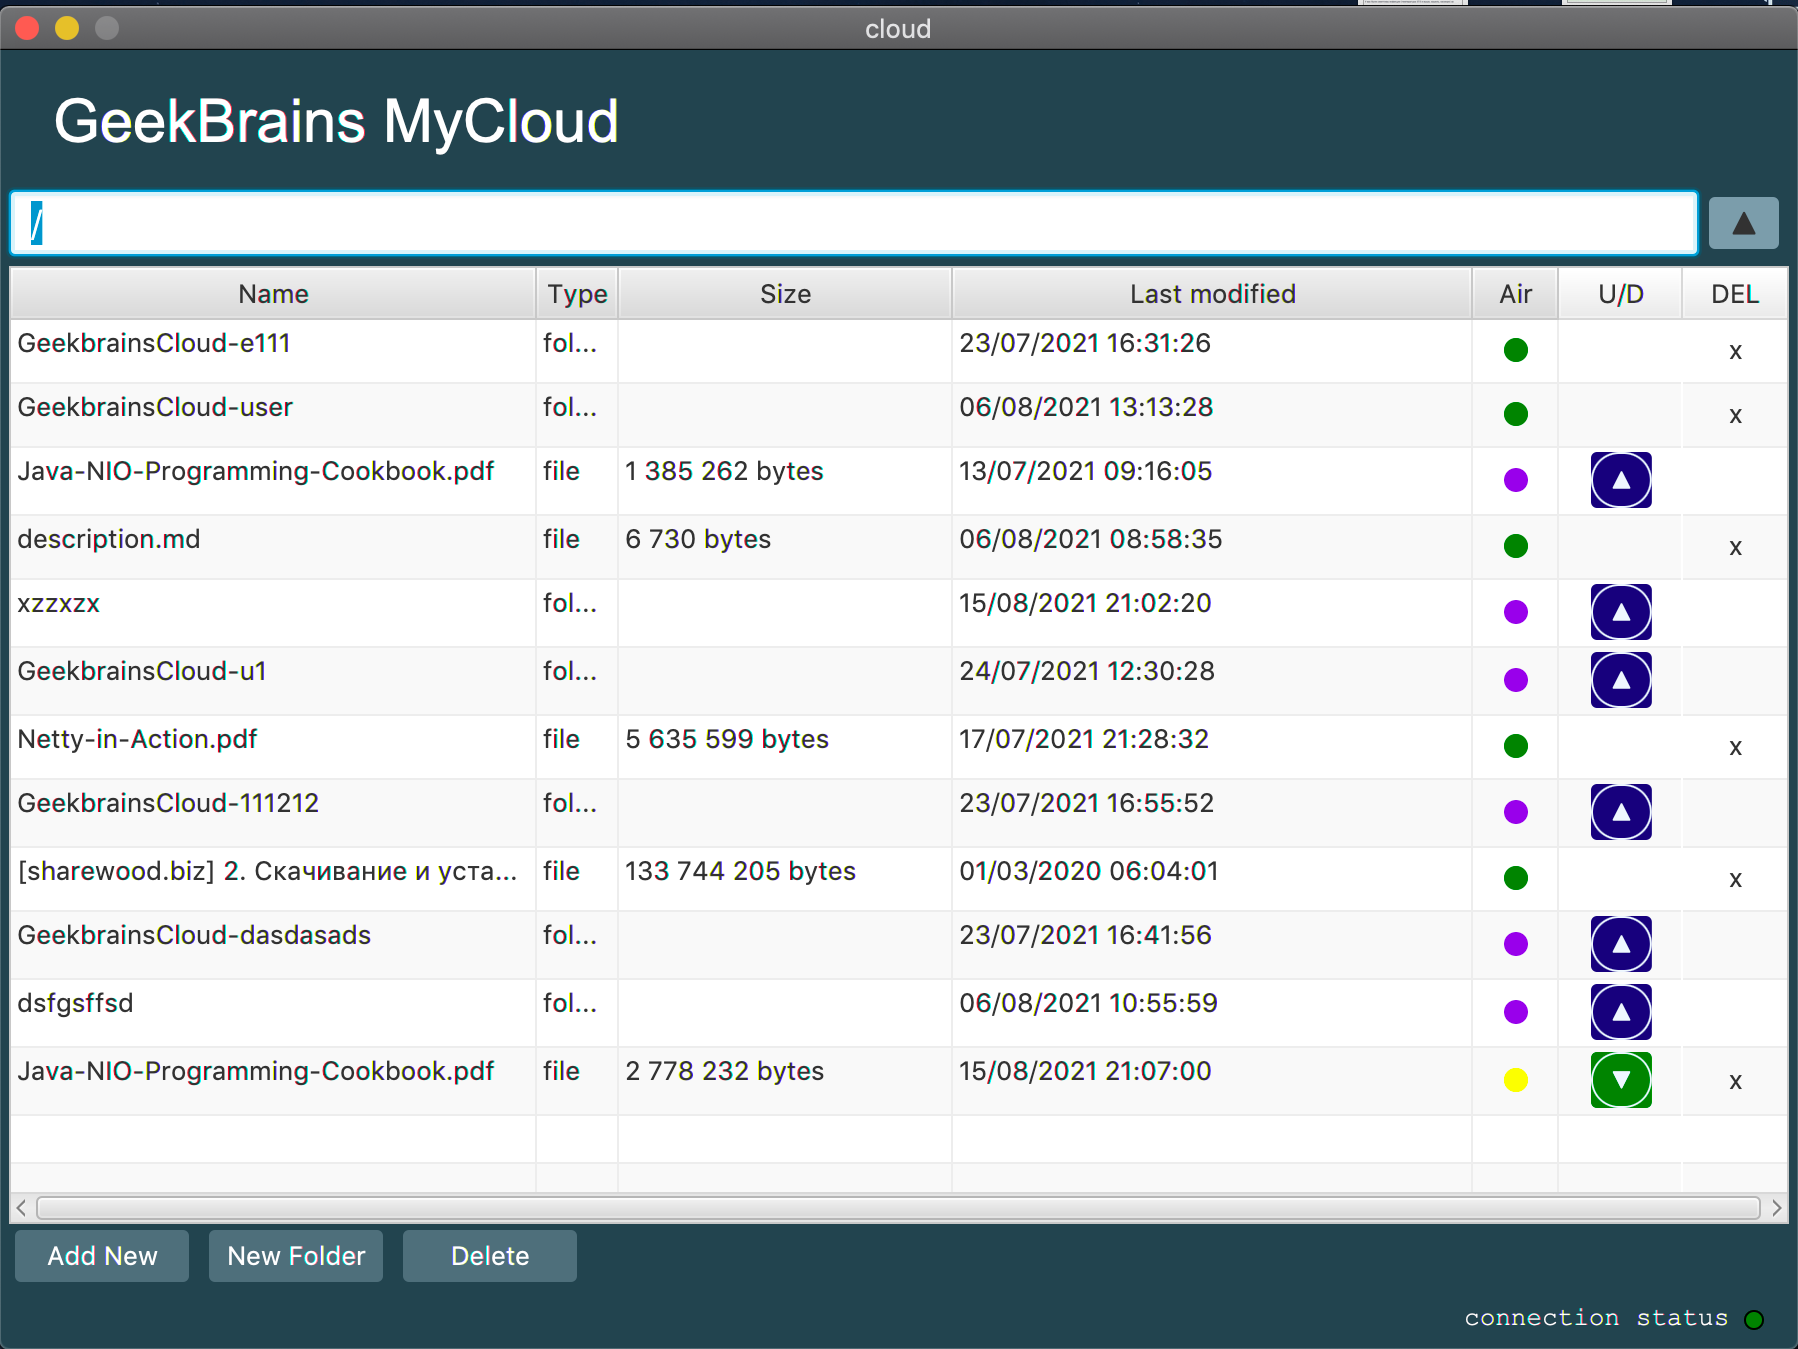 cloud
GeekBrains MyCloud
/
Name Type Size Last modified Air U/D DEL
GeekbrainsCloud-e111 fol... 23/07/2021 16:31:26 x
GeekbrainsCloud-user fol... 06/08/2021 13:13:28 x
Java-NIO-Programming-Cookbook.pdf file 1 385 262 bytes 13/07/2021 09:16:05
description.md file 6 730 bytes 06/08/2021 08:58:35 x
xzzxzx fol... 15/08/2021 21:02:20
GeekbrainsCloud-u1 fol... 24/07/2021 12:30:28
Netty-in-Action.pdf file 5 635 599 bytes 17/07/2021 21:28:32 x
GeekbrainsCloud-111212 fol... 23/07/2021 16:55:52
[sharewood.biz] 2. Скачивание и уста... file 133 744 205 bytes 01/03/2020 06:04:01 x
GeekbrainsCloud-dasdasads fol... 23/07/2021 16:41:56
dsfgsffsd fol... 06/08/2021 10:55:59
Java-NIO-Programming-Cookbook.pdf file 2 778 232 bytes 15/08/2021 21:07:00 x
Add New New Folder Delete
connection status